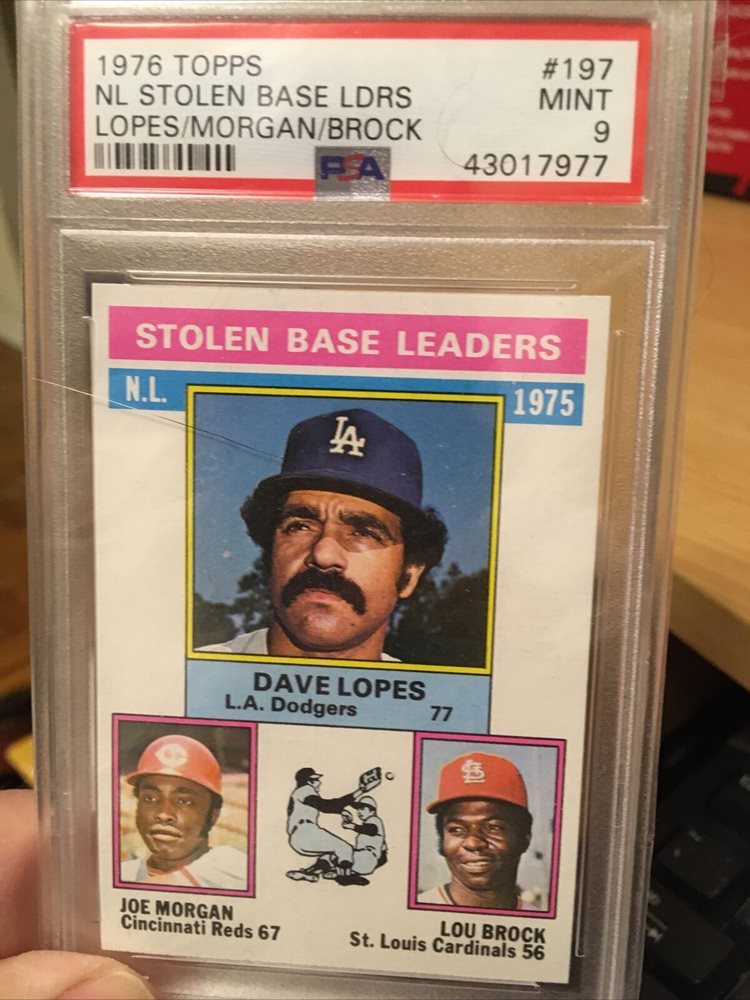 1976 TOPPS #197
NL STOLEN BASE LDRS MINT
LOPES/MORGAN/BROCK 9
PSA 43017977
STOLEN BASE LEADERS
N.L. 1975
LA
DAVE LOPES
L.A. Dodgers 77
C
STL
JOE MORGAN
Cincinnati Reds 67
LOU BROCK
St. Louis Cardinals 56